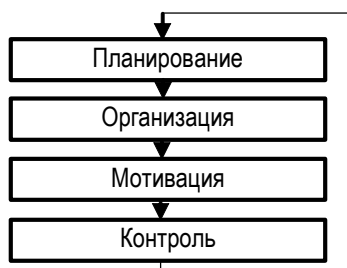 Планирование
Организация
Мотивация
Контроль